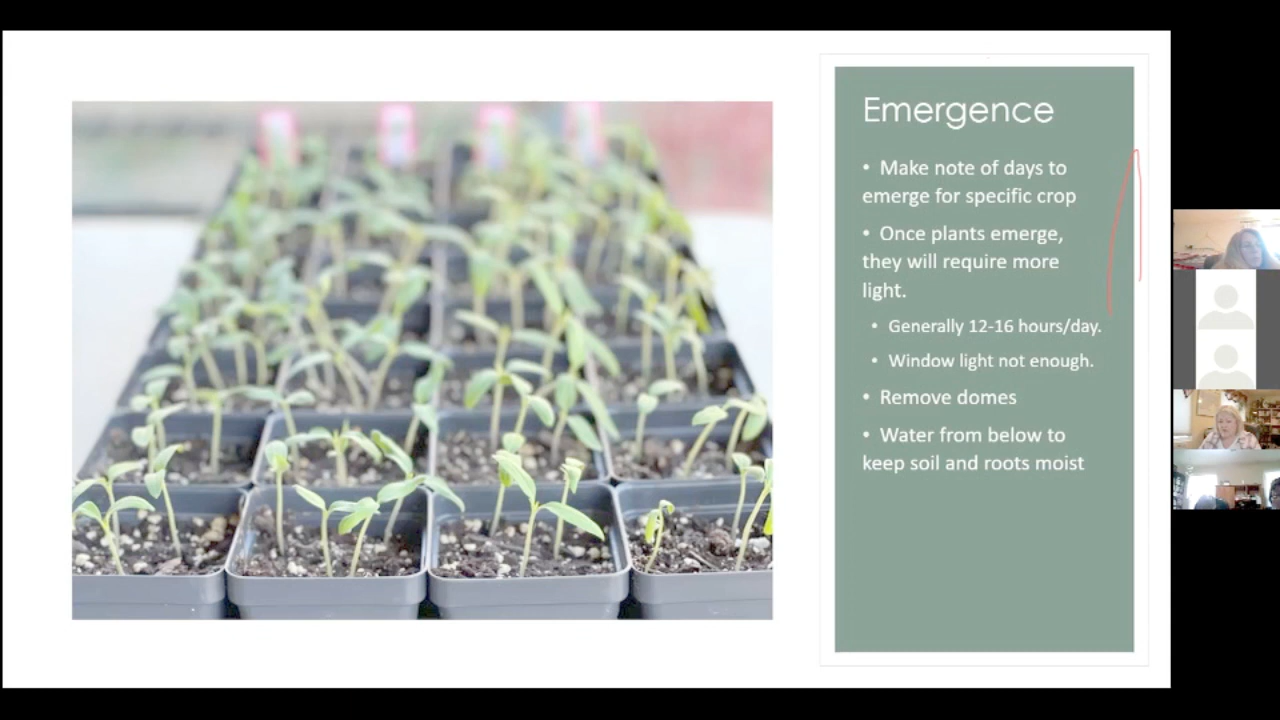 Emergence
• Make note of days to
emerge for specific crop
• Once plants emerge,
they will require more
light.
• Generally 12-16 hours/day.
• Window light not enough.
• Remove domes
• Water from below to
keep soil and roots moist